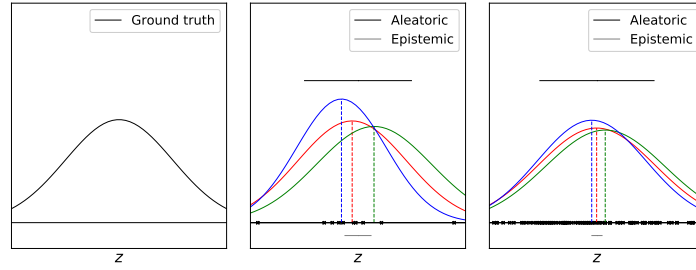 Ground truth
Aleatoric
Epistemic
Aleatoric
Epistemic
z
z
z